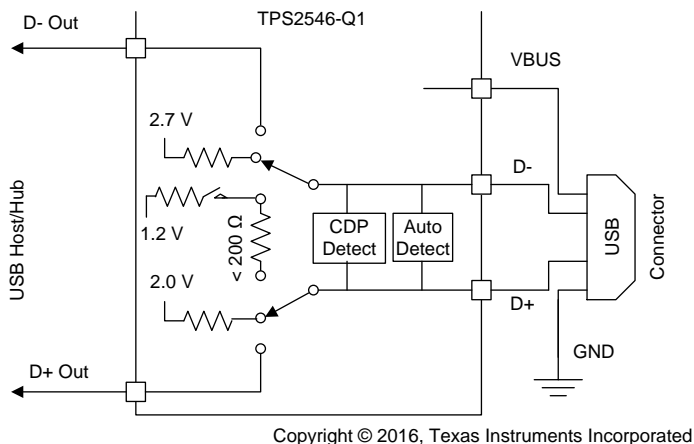 TPS2546-Q1
D- Out
VBUS
2.7 V
D-
1.2 V
< 200 Ω
CDP
Detect
Auto
Detect
USB
Connector
USB Host/Hub
2.0 V
D+
GND
D+ Out
Copyright © 2016, Texas Instruments Incorporated